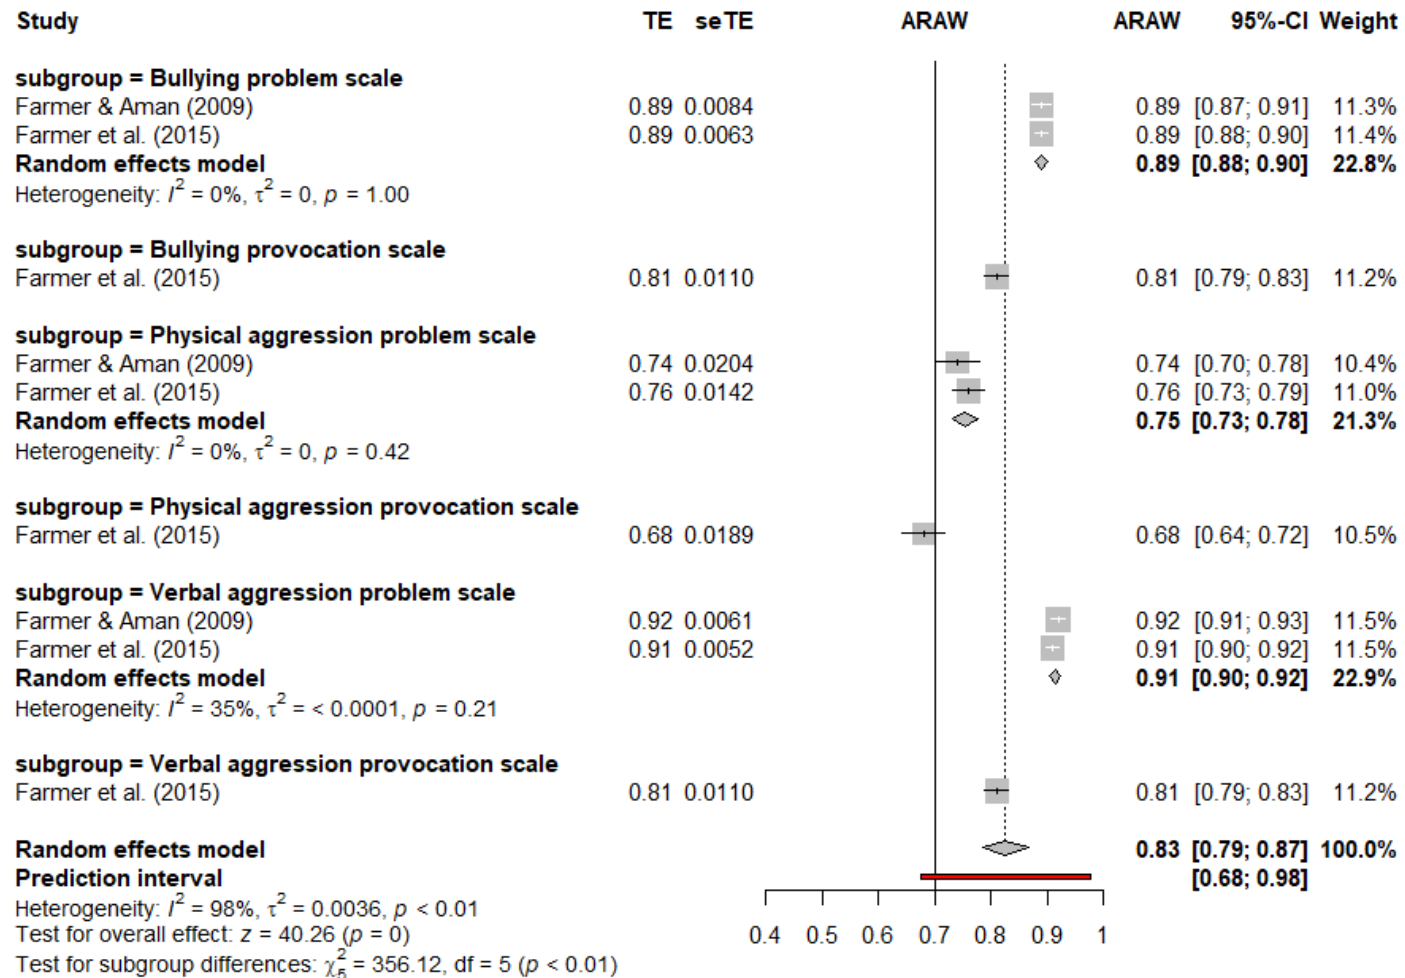 Study TE seTE ARAW ARAW 95%-CI Weight
subgroup = Bullying problem scale
Farmer & Aman (2009) 0.89 0.0084 0.89 [0.87; 0.91] 11.3%
Farmer et al. (2015) 0.89 0.0063 0.89 [0.88; 0.90] 11.4%
Random effects model 0.89 [0.88; 0.90] 22.8%
Heterogeneity: I² = 0%, τ² = 0, p = 1.00
subgroup = Bullying provocation scale
Farmer et al. (2015) 0.81 0.0110 0.81 [0.79; 0.83] 11.2%
subgroup = Physical aggression problem scale
Farmer & Aman (2009) 0.74 0.0204 0.74 [0.70; 0.78] 10.4%
Farmer et al. (2015) 0.76 0.0142 0.76 [0.73; 0.79] 11.0%
Random effects model 0.75 [0.73; 0.78] 21.3%
Heterogeneity: I² = 0%, τ² = 0, p = 0.42
subgroup = Physical aggression provocation scale
Farmer et al. (2015) 0.68 0.0189 0.68 [0.64; 0.72] 10.5%
subgroup = Verbal aggression problem scale
Farmer & Aman (2009) 0.92 0.0061 0.92 [0.91; 0.93] 11.5%
Farmer et al. (2015) 0.91 0.0052 0.91 [0.90; 0.92] 11.5%
Random effects model 0.91 [0.90; 0.92] 22.9%
Heterogeneity: I² = 35%, τ² = < 0.0001, p = 0.21
subgroup = Verbal aggression provocation scale
Farmer et al. (2015) 0.81 0.0110 0.81 [0.79; 0.83] 11.2%
Random effects model 0.83 [0.79; 0.87] 100.0%
Prediction interval [0.68; 0.98]
Heterogeneity: I² = 98%, τ² = 0.0036, p < 0.01
Test for overall effect: z = 40.26 (p = 0)
0.4 0.5 0.6 0.7 0.8 0.9 1
Test for subgroup differences: χ²₅ = 356.12, df = 5 (p < 0.01)